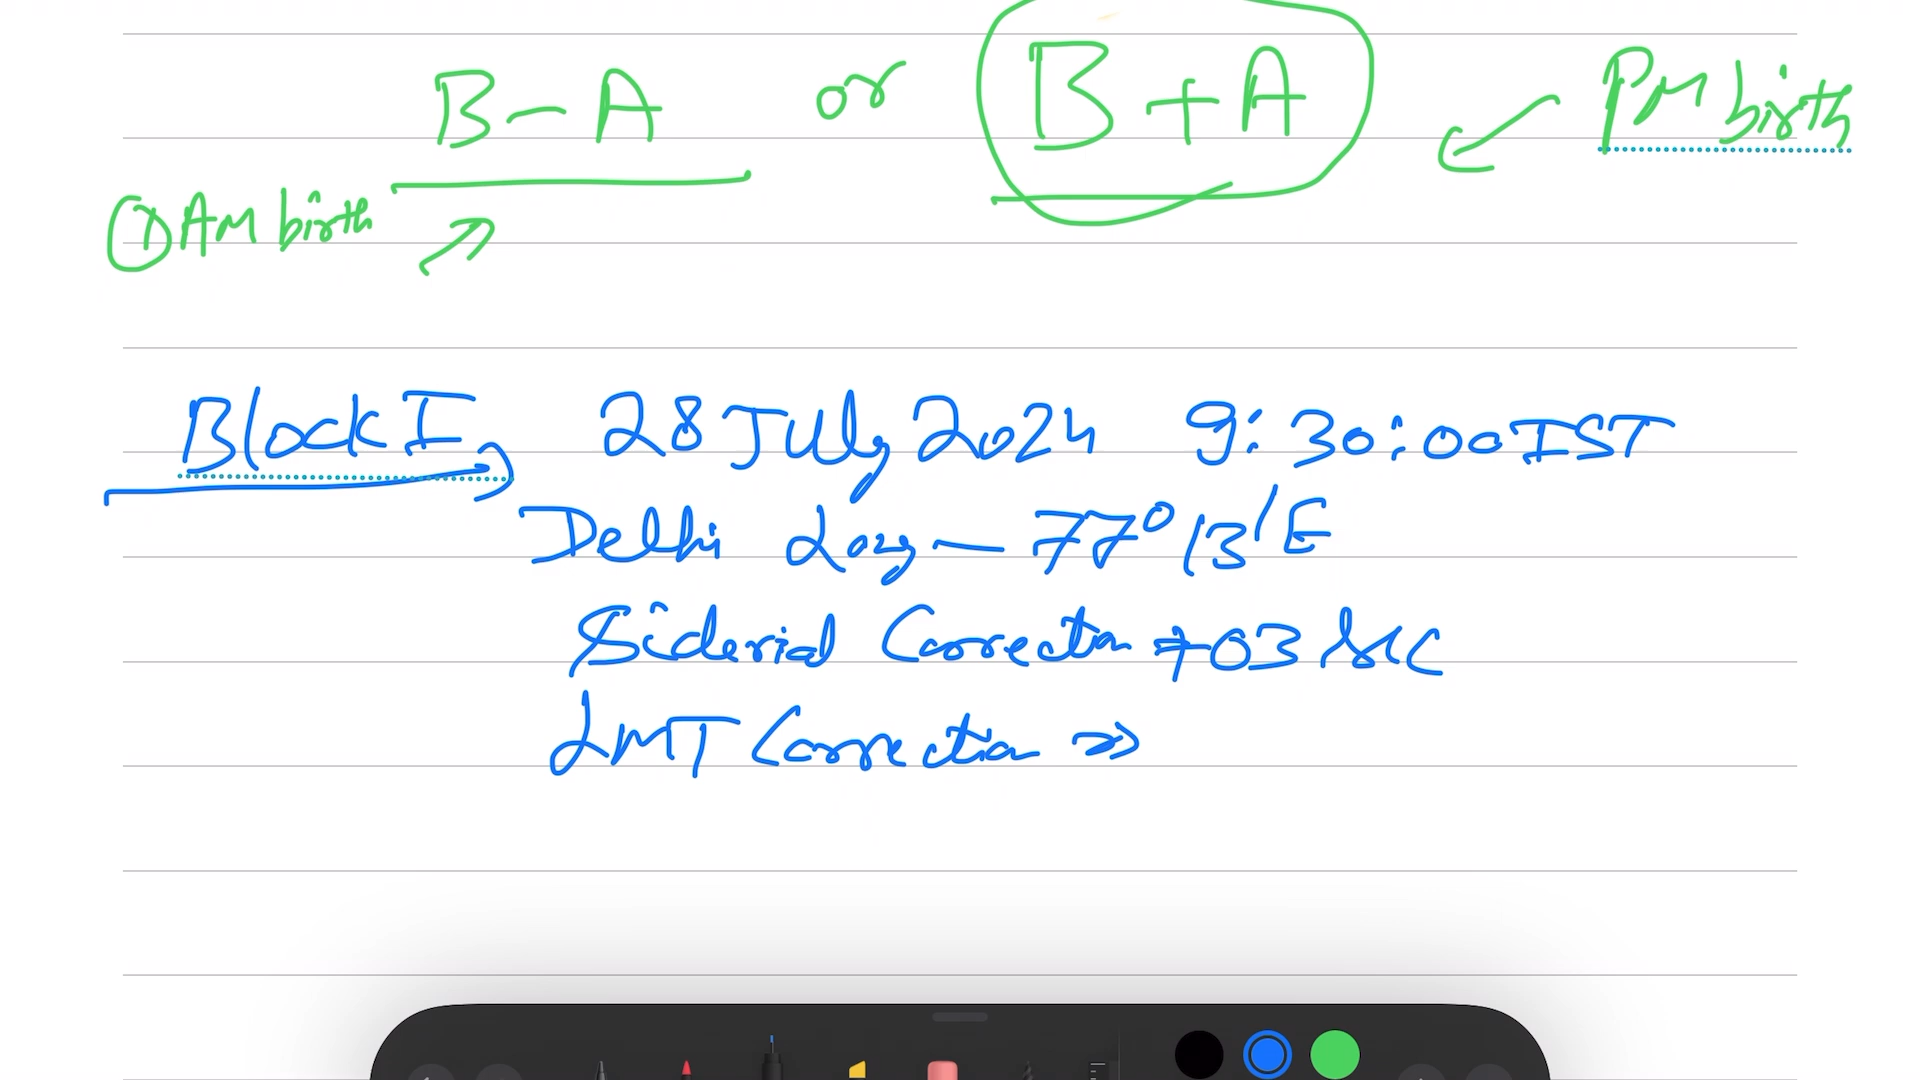 B - A or B + A PM birth
① AM birth
Block I 28 July 2024 9:30:00 IST
Delhi Long — 77° 13' E
Siderial Correction +03 sec
LMT Correction ⇒